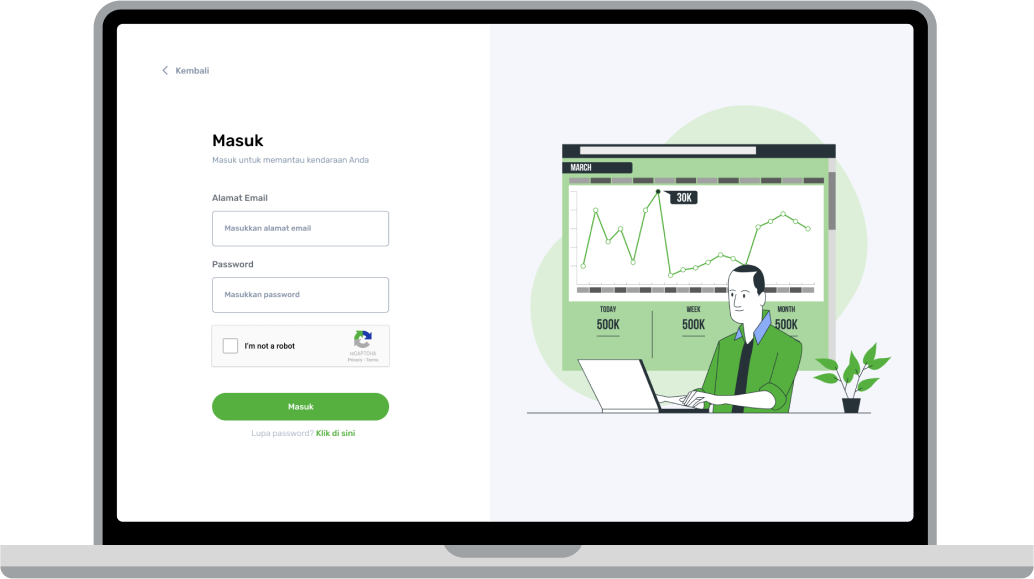 Kembali
Masuk
Masuk untuk memantau kendaraan Anda
Alamat Email
Masukkan alamat email
Password
Masukkan password
I'm not a robot
reCAPTCHA
Privacy - Terms
Masuk
Lupa password? Klik di sini
MARCH
30K
TODAY
WEEK
MONTH
500K
500K
500K